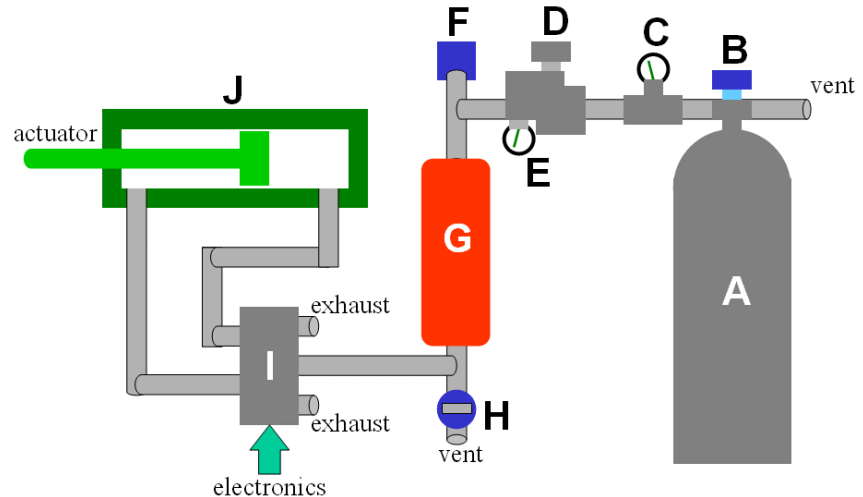 F
D
C
B
vent
J
actuator
E
G
A
exhaust
I
H
exhaust
vent
electronics